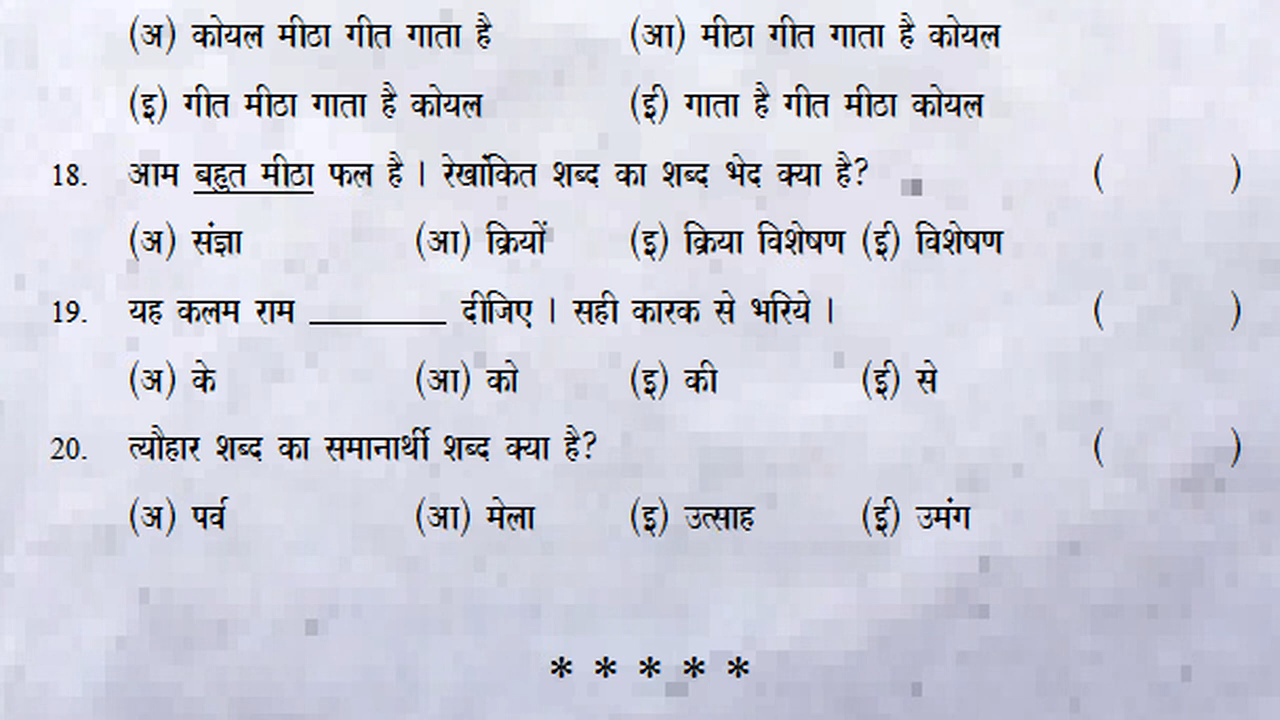 (अ) कोयल मीठा गीत गाता है (आ) मीठा गीत गाता है कोयल
(इ) गीत मीठा गाता है कोयल (ई) गाता है गीत मीठा कोयल
18. आम बहुत मीठा फल है । रेखांकित शब्द का शब्द भेद क्या है? ( )
(अ) संज्ञा (आ) क्रियों (इ) क्रिया विशेषण (ई) विशेषण
19. यह कलम राम ________ दीजिए । सही कारक से भरिये । ( )
(अ) के (आ) को (इ) की (ई) से
20. त्यौहार शब्द का समानार्थी शब्द क्या है? ( )
(अ) पर्व (आ) मेला (इ) उत्साह (ई) उमंग
* * * * *